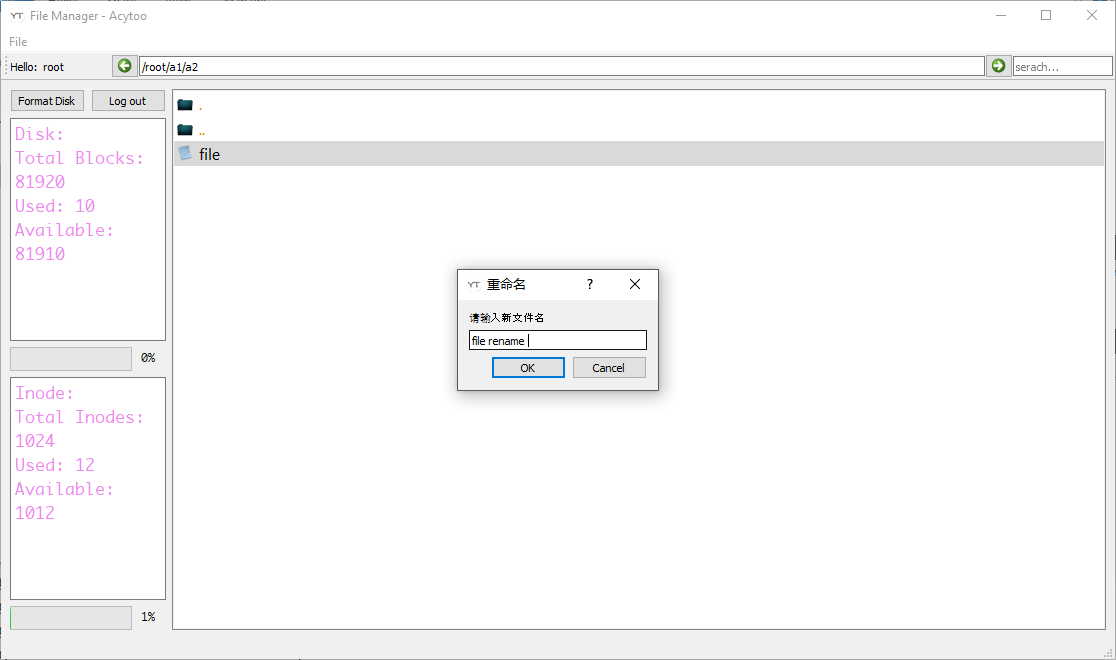 YT File Manager - Acytoo
File
Hello: root
/root/a1/a2
serach...
Format Disk
Log out
.
..
file
Disk:
Total Blocks:
81920
Used: 10
Available:
81910
0%
Inode:
Total Inodes:
1024
Used: 12
Available:
1012
1%
YT 重命名
?
请输入新文件名
file rename
OK
Cancel